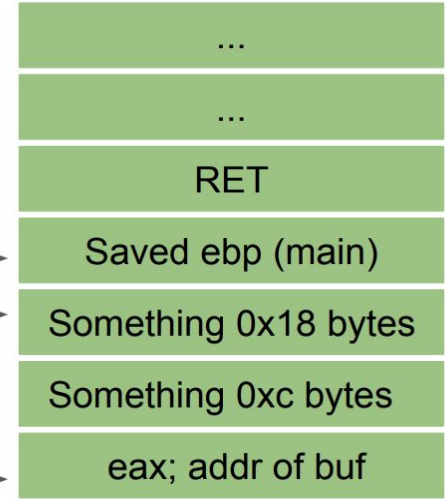 ...
...
RET
Saved ebp (main)
Something 0x18 bytes
Something 0xc bytes
eax; addr of buf